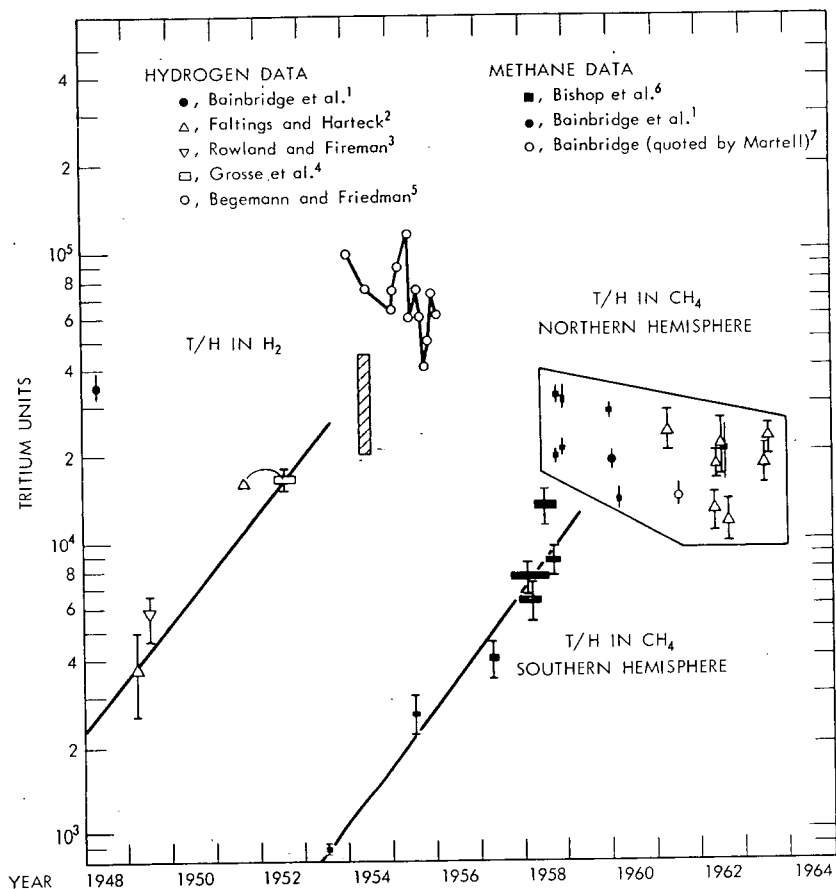 HYDROGEN DATA
●, Bainbridge et al.¹
△, Faltings and Harteck²
▽, Rowland and Fireman³
▭, Grosse et al.⁴
○, Begemann and Friedman⁵
METHANE DATA
■, Bishop et al.⁶
●, Bainbridge et al.¹
○, Bainbridge (quoted by Martell)⁷
T/H IN H₂
T/H IN CH₄
NORTHERN HEMISPHERE
T/H IN CH₄
SOUTHERN HEMISPHERE
TRITIUM UNITS
4
2
10⁵
8
6
4
2
10⁴
8
6
4
2
10³
YEAR 1948 1950 1952 1954 1956 1958 1960 1962 1964